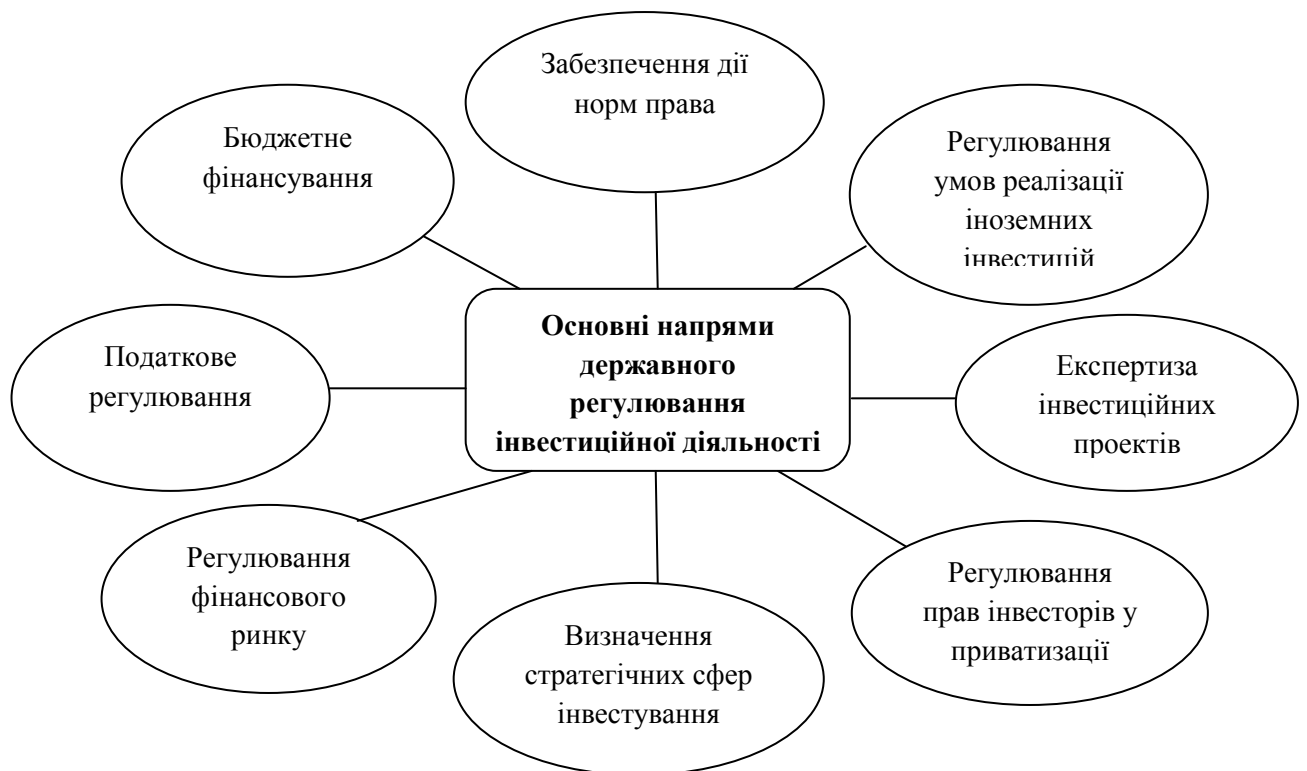 Забезпечення дії
норм права
Бюджетне
фінансування
Регулювання
умов реалізації
іноземних
інвестицій
Основні напрями
державного
регулювання
інвестиційної діяльності
Податкове
регулювання
Експертиза
інвестиційних
проектів
Регулювання
фінансового
ринку
Визначення
стратегічних сфер
інвестування
Регулювання
прав інвесторів у
приватизації